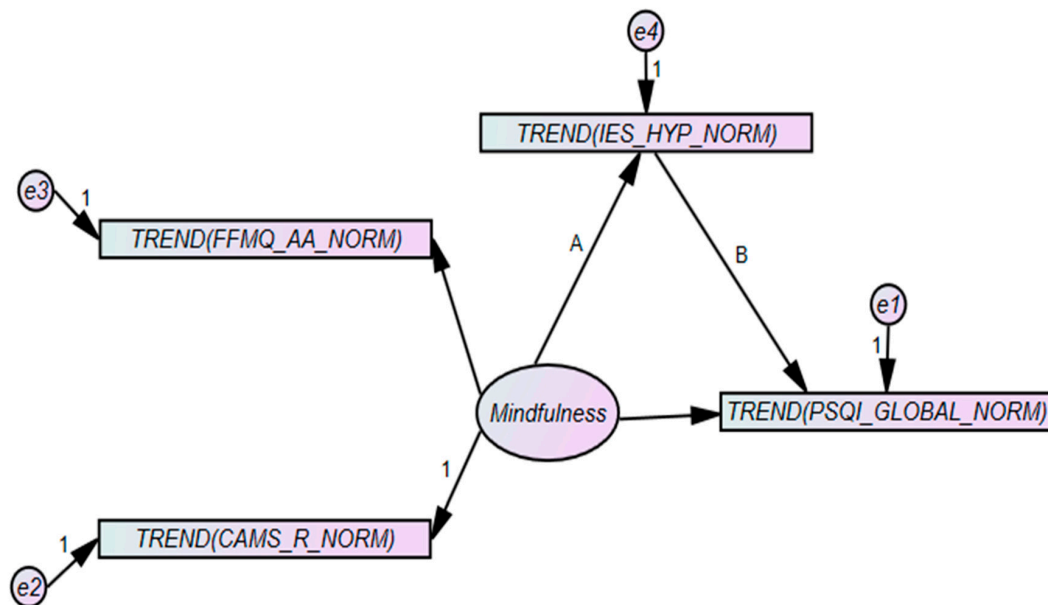 e4
1
TREND(IES_HYP_NORM)
e3
1
TREND(FFMQ_AA_NORM)
A
B
e1
1
Mindfulness
TREND(PSQI_GLOBAL_NORM)
1
TREND(CAMS_R_NORM)
1
e2